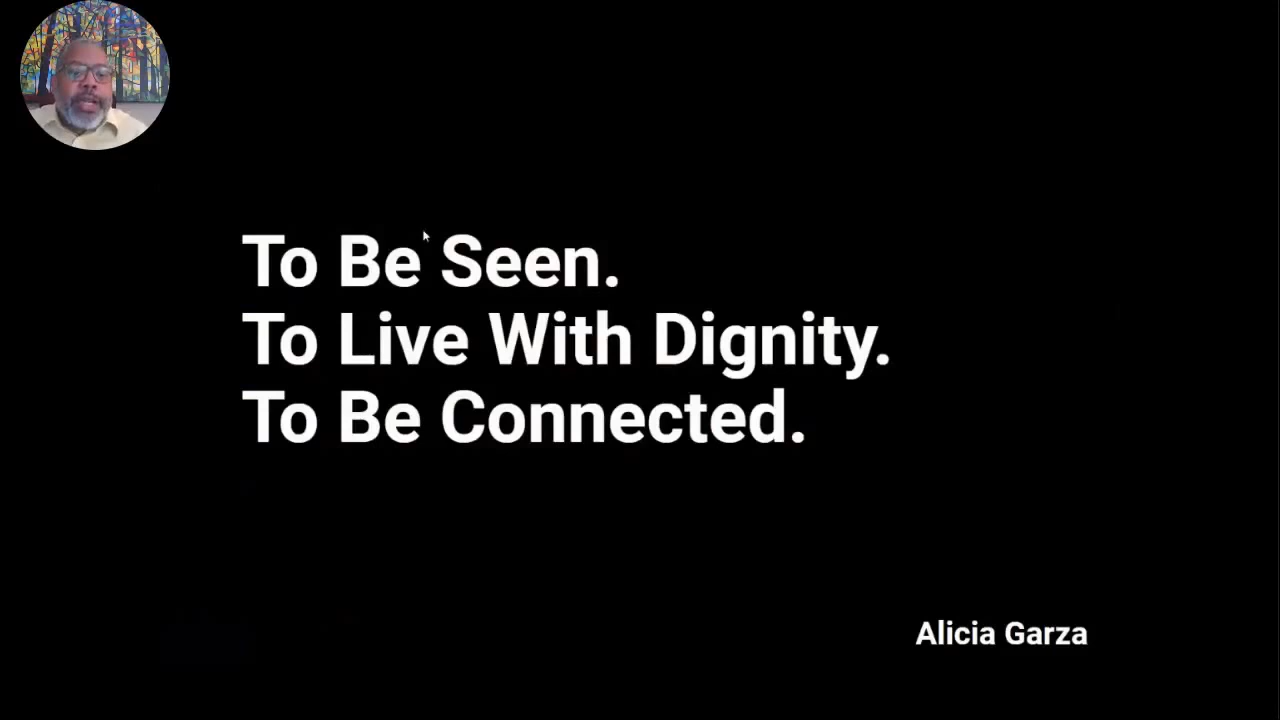 To Be Seen.
To Live With Dignity.
To Be Connected.
Alicia Garza